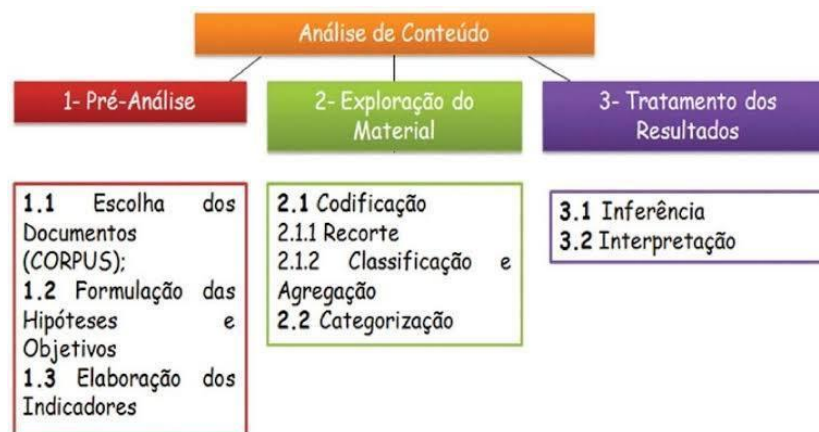 Análise de Conteúdo
1- Pré-Análise
2- Exploração do
Material
3- Tratamento dos
Resultados
1.1 Escolha dos
Documentos
(CORPUS);
1.2 Formulação das
Hipóteses e
Objetivos
1.3 Elaboração dos
Indicadores
2.1 Codificação
2.1.1 Recorte
2.1.2 Classificação e
Agregação
2.2 Categorização
3.1 Inferência
3.2 Interpretação